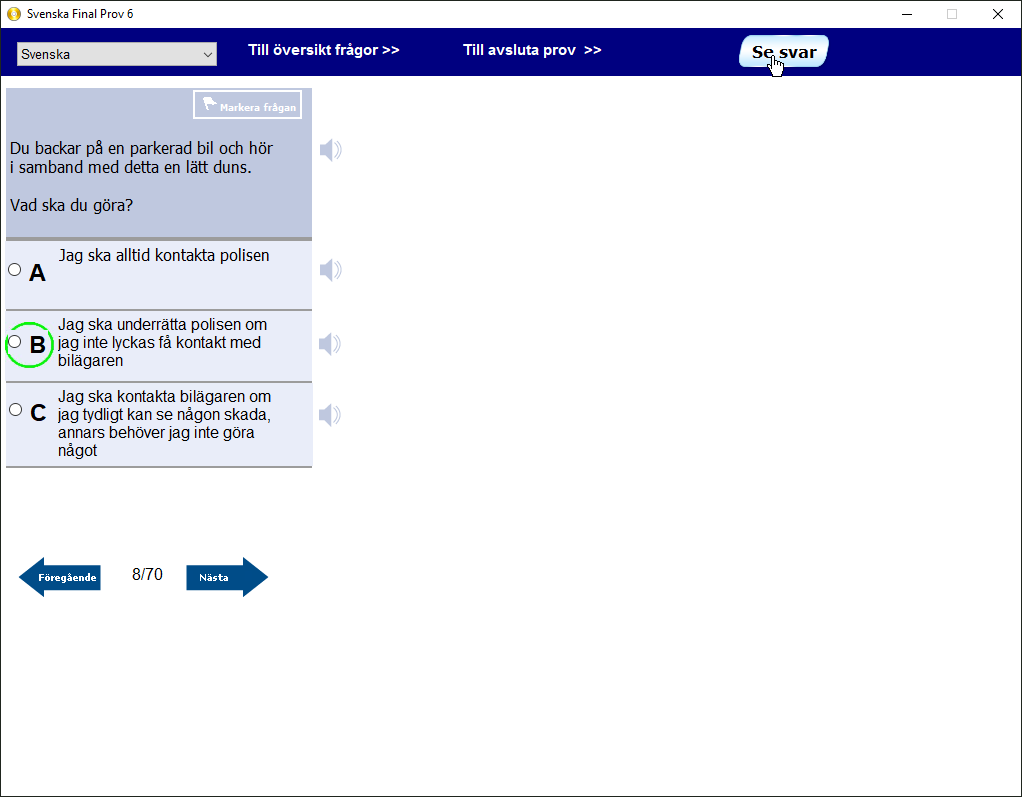 Svenska Final Prov 6
Svenska
Till översikt frågor >>
Till avsluta prov >>
Se svar
Markera frågan
Du backar på en parkerad bil och hör
i samband med detta en lätt duns.
Vad ska du göra?
A
Jag ska alltid kontakta polisen
B
Jag ska underrätta polisen om
jag inte lyckas få kontakt med
bilägaren
C
Jag ska kontakta bilägaren om
jag tydligt kan se någon skada,
annars behöver jag inte göra
något
Föregående
8/70
Nästa